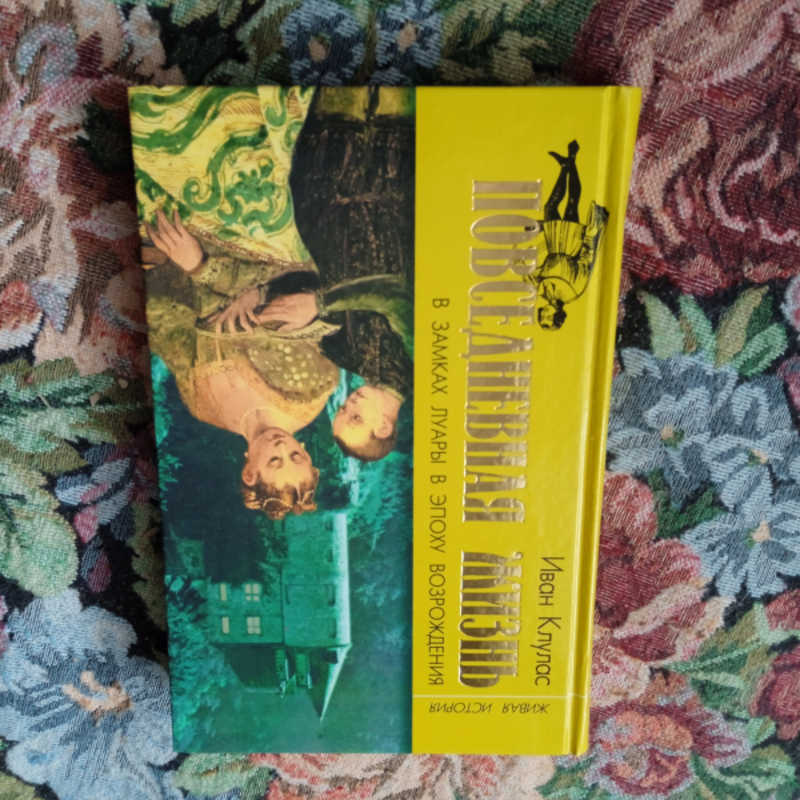 Иван Клулас
ПОВСЕДНЕВНАЯ ЖИЗНЬ
В ЗАМКАХ ЛУАРЫ В ЭПОХУ ВОЗРОЖДЕНИЯ
ЖИВАЯ ИСТОРИЯ